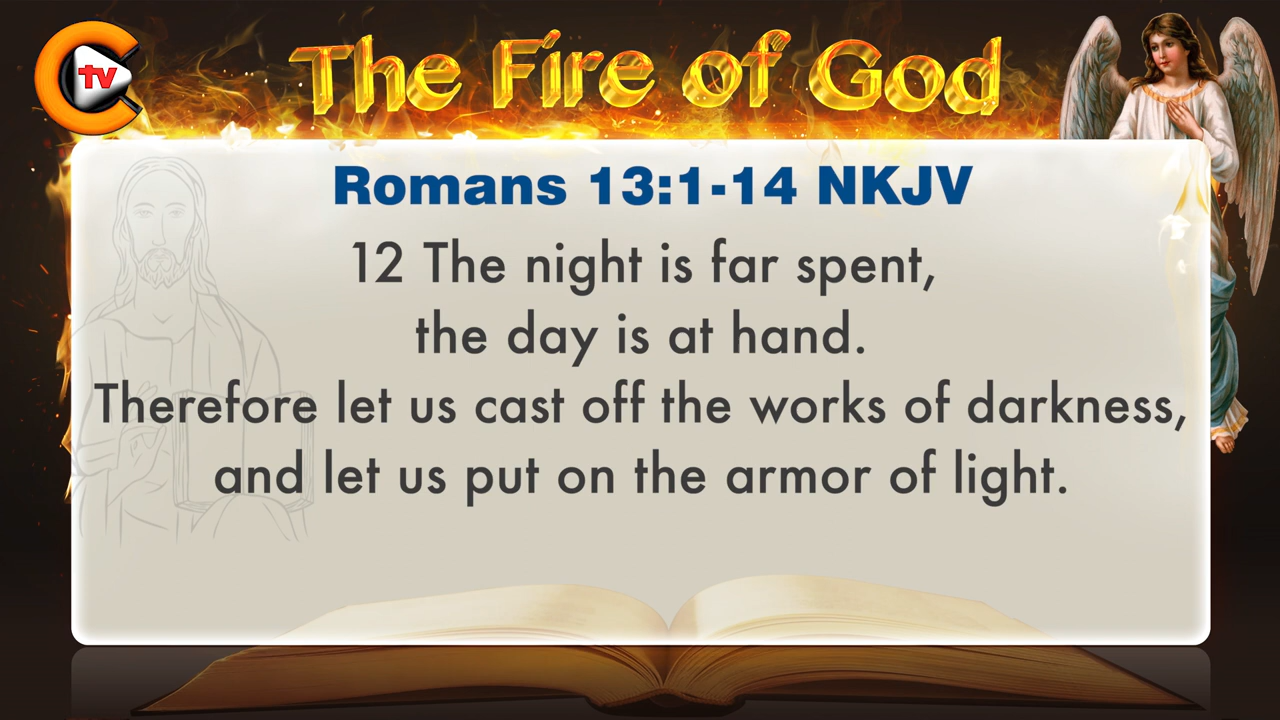 tv
The Fire of God
Romans 13:1-14 NKJV
12 The night is far spent,
the day is at hand.
Therefore let us cast off the works of darkness,
and let us put on the armor of light.